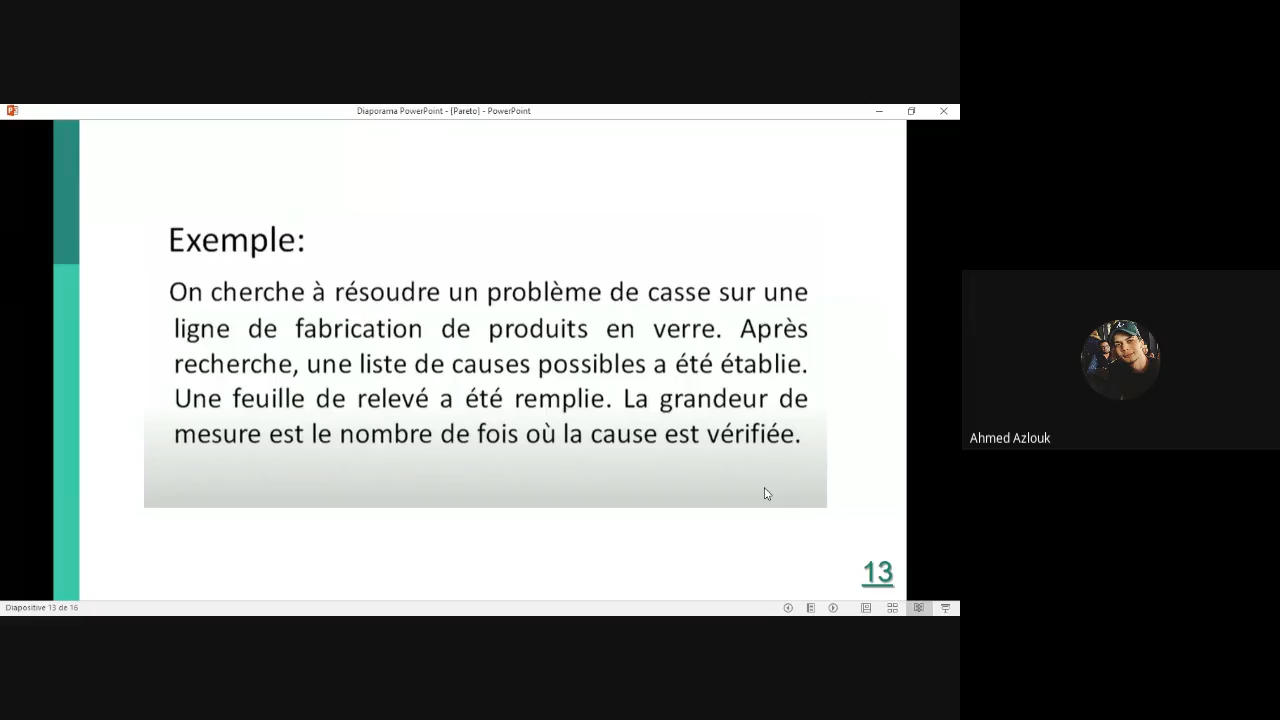 Diaporama PowerPoint - [Pareto] - PowerPoint
Exemple:
On cherche à résoudre un problème de casse sur une
ligne de fabrication de produits en verre. Après
recherche, une liste de causes possibles a été établie.
Une feuille de relevé a été remplie. La grandeur de
mesure est le nombre de fois où la cause est vérifiée.
13
Diapositive 13 de 16
Ahmed Azlouk